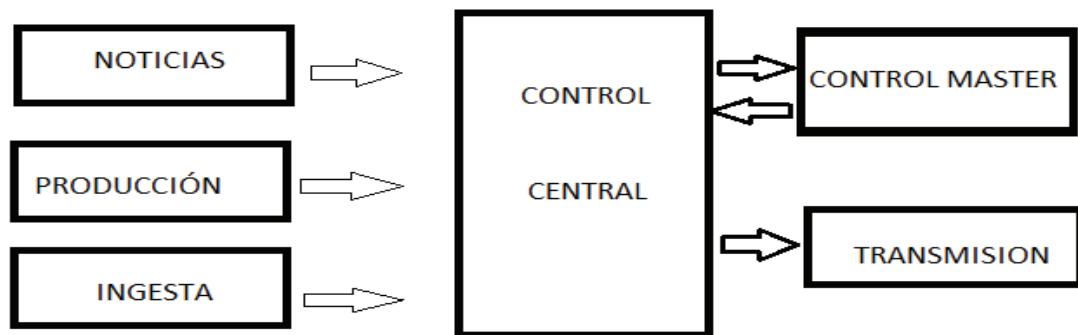 NOTICIAS
PRODUCCIÓN
INGESTA
CONTROL
CENTRAL
CONTROL MASTER
TRANSMISION